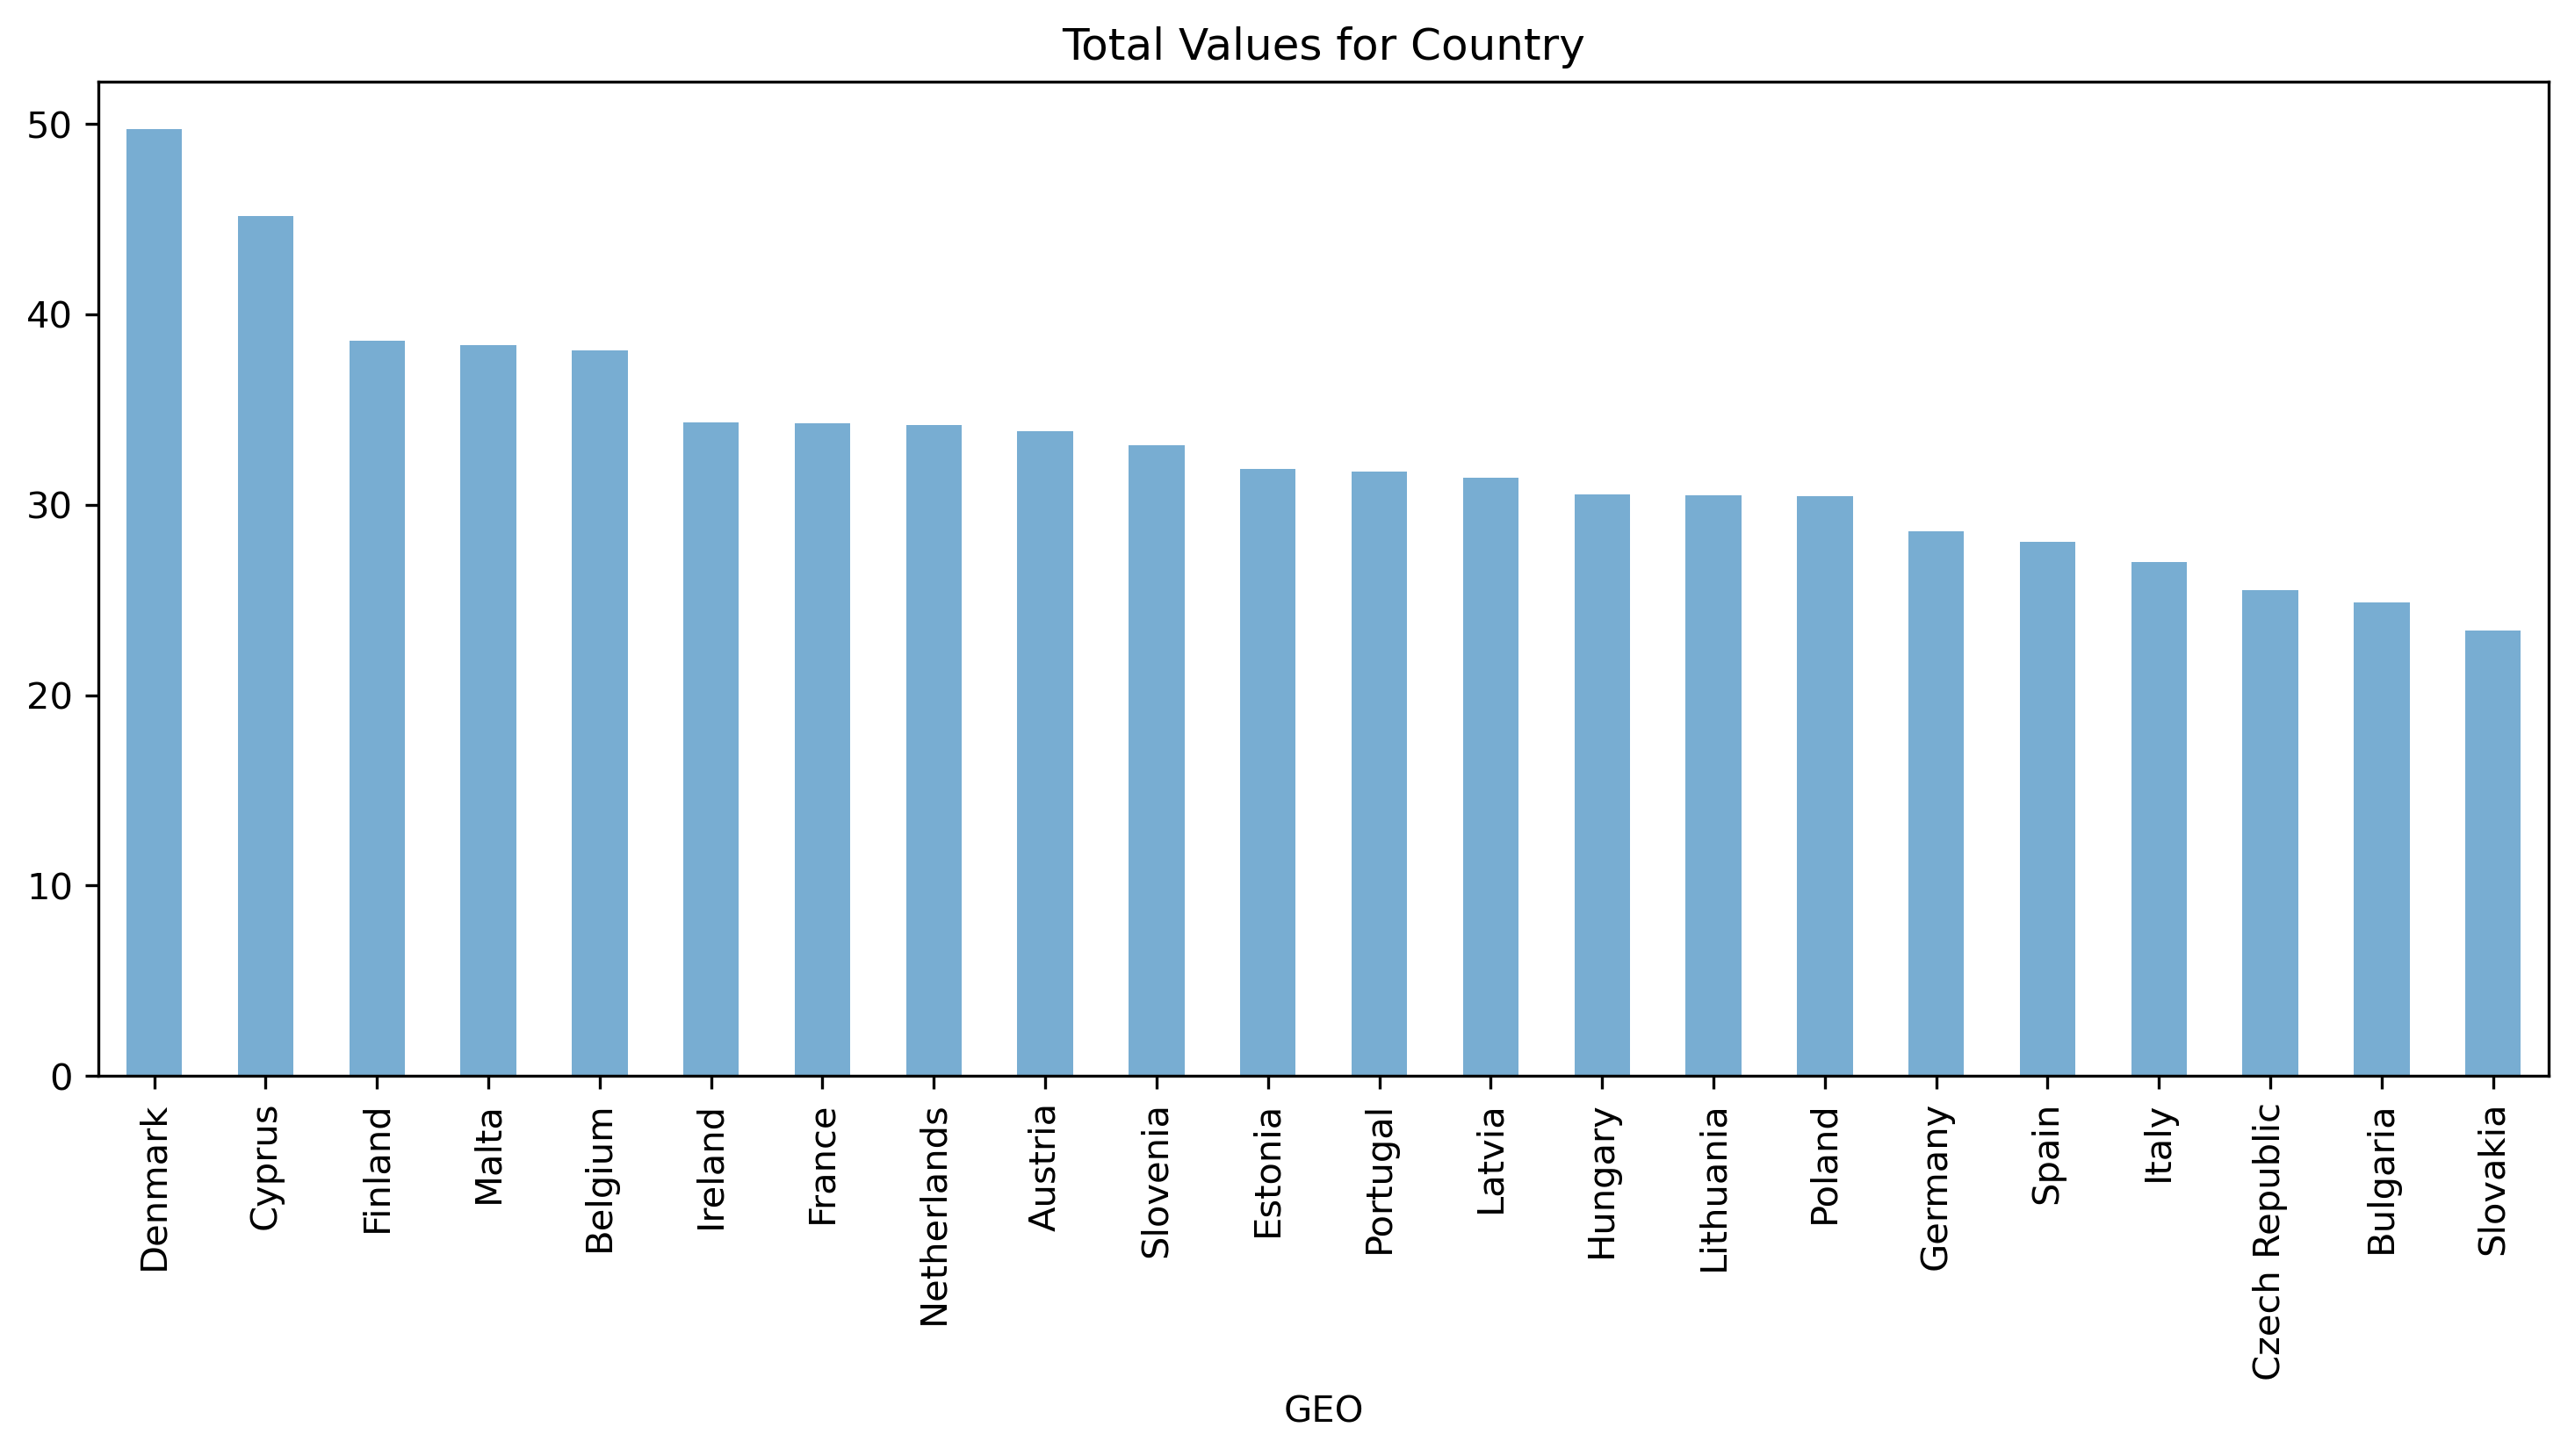 Total Values for Country
50
40
30
20
10
0
Denmark
Cyprus
Finland
Malta
Belgium
Ireland
France
Netherlands
Austria
Slovenia
Estonia
Portugal
Latvia
Hungary
Lithuania
Poland
Germany
Spain
Italy
Czech Republic
Bulgaria
Slovakia
GEO